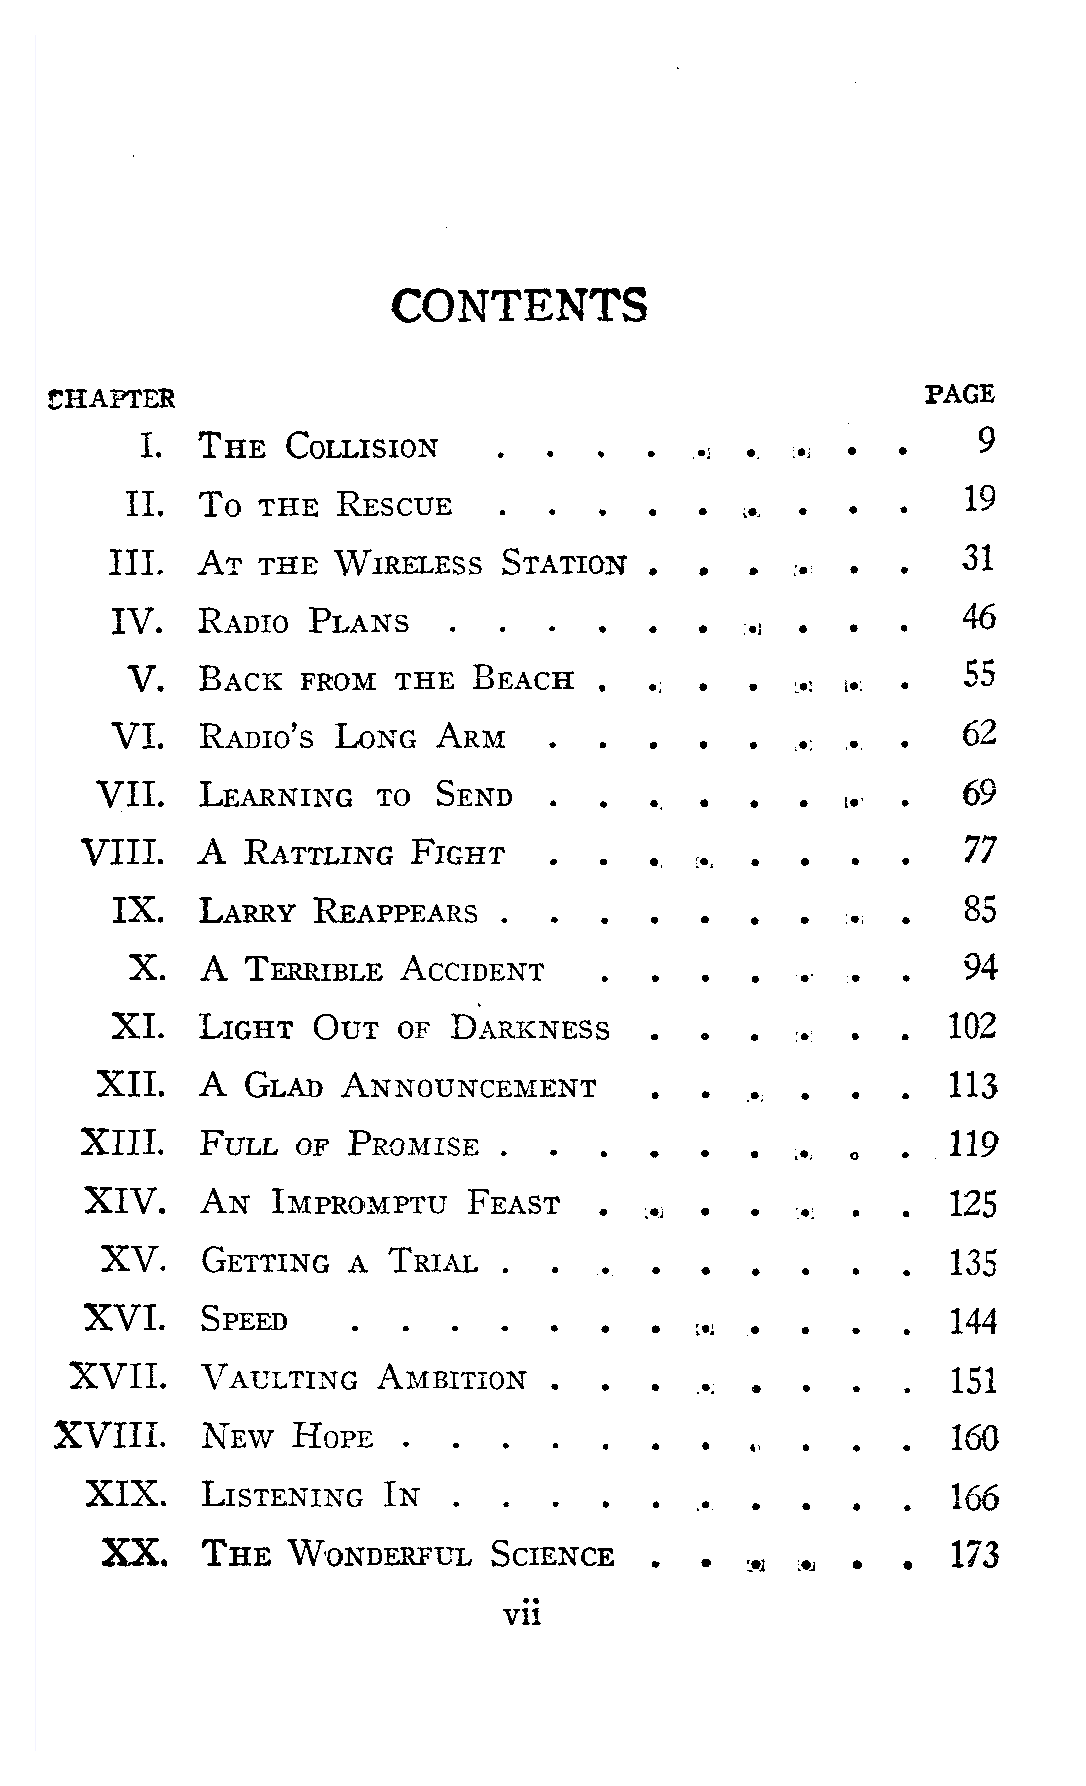 CONTENTS
CHAPTER PAGE
I. THE COLLISION . . . . . . . . . 9
II. TO THE RESCUE . . . . . . . . . 19
III. AT THE WIRELESS STATION . . . . . . 31
IV. RADIO PLANS . . . . . . . . . . 46
V. BACK FROM THE BEACH . . . . . . . 55
VI. RADIO'S LONG ARM . . . . . . . . 62
VII. LEARNING TO SEND . . . . . . . . 69
VIII. A RATTLING FIGHT . . . . . . . . 77
IX. LARRY REAPPEARS . . . . . . . . . 85
X. A TERRIBLE ACCIDENT . . . . . . . 94
XI. LIGHT OUT OF DARKNESS . . . . . . 102
XII. A GLAD ANNOUNCEMENT . . . . . . 113
XIII. FULL OF PROMISE . . . . . . . . . 119
XIV. AN IMPROMPTU FEAST . . . . . . . 125
XV. GETTING A TRIAL . . . . . . . . . 135
XVI. SPEED . . . . . . . . . . . . 144
XVII. VAULTING AMBITION . . . . . . . . 151
XVIII. NEW HOPE . . . . . . . . . . . 160
XIX. LISTENING IN . . . . . . . . . . 166
XX. THE WONDERFUL SCIENCE . . . . . . 173
vii